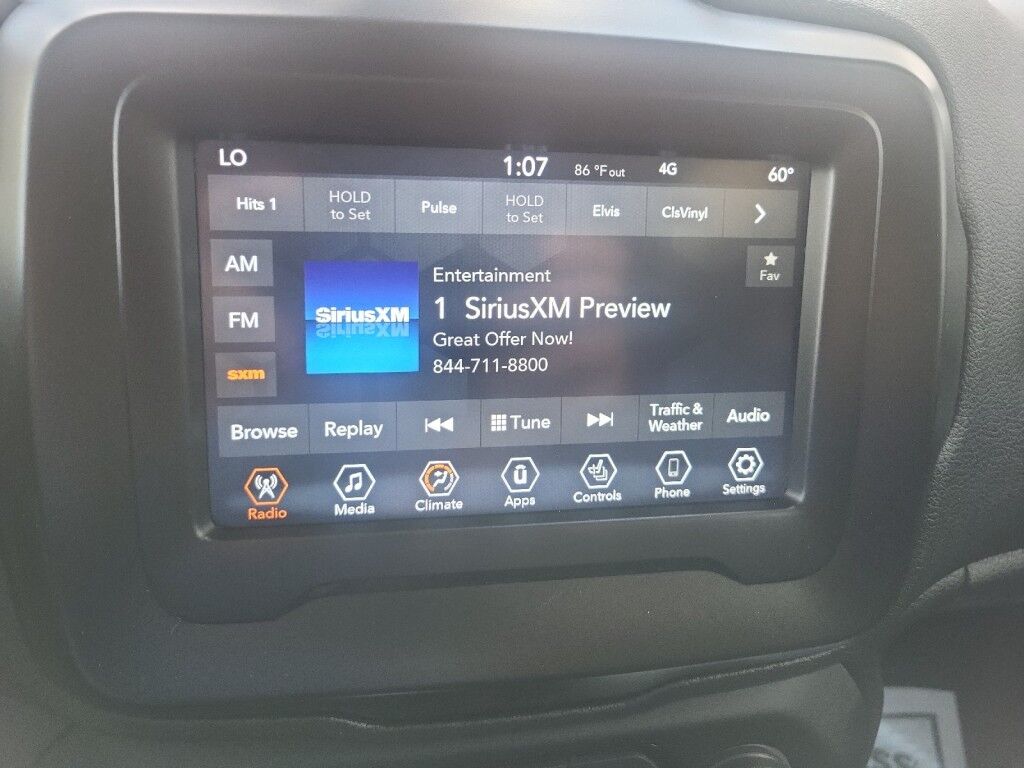 LO 1:07 86 °F out 4G 60°
Hits 1 HOLD to Set Pulse HOLD to Set Elvis ClsVinyl
AM
FM
sxm
SiriusXM
Entertainment
1 SiriusXM Preview
Great Offer Now!
844-711-8800
Fav
Browse Replay Tune Traffic & Weather Audio
Radio Media Climate Apps Controls Phone Settings